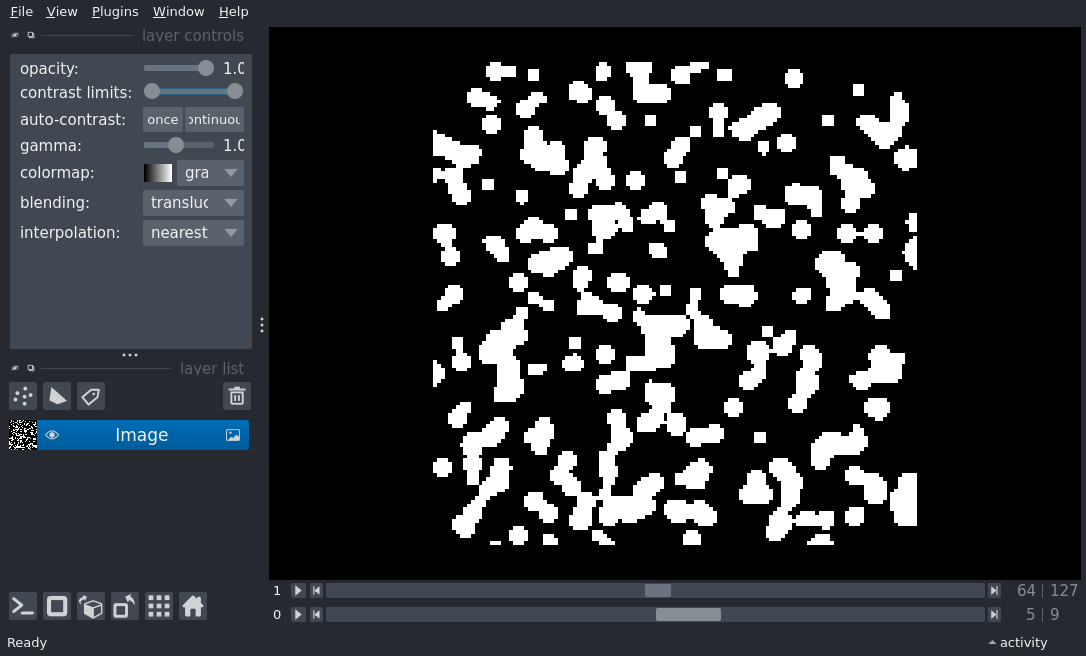 File View Plugins Window Help
layer controls
opacity: 1.0
contrast limits:
auto-contrast: once ontinuou
gamma: 1.0
colormap: gra
blending: transluc
interpolation: nearest
layer list
Image
1 64 | 127
0 5 | 9
Ready activity